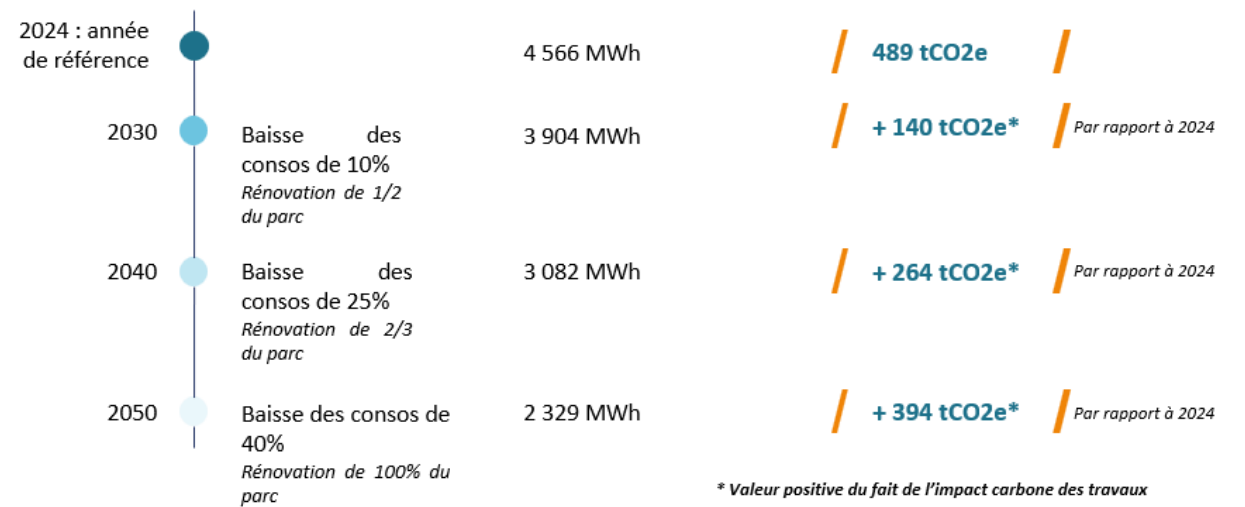 2024 : année
de référence
4 566 MWh
489 tCO2e
2030
Baisse des
consos de 10%
Rénovation de 1/2
du parc
3 904 MWh
+ 140 tCO2e*
Par rapport à 2024
2040
Baisse des
consos de 25%
Rénovation de 2/3
du parc
3 082 MWh
+ 264 tCO2e*
Par rapport à 2024
2050
Baisse des consos de
40%
Rénovation de 100% du
parc
2 329 MWh
+ 394 tCO2e*
Par rapport à 2024
* Valeur positive du fait de l'impact carbone des travaux